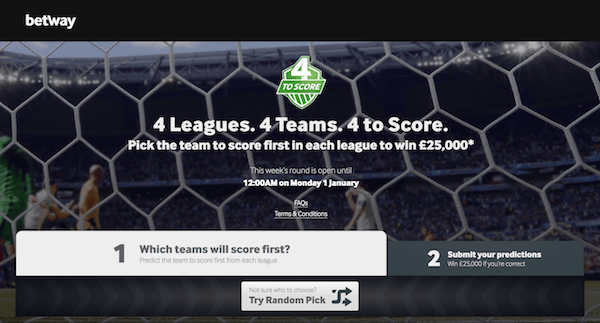 betway
4
TO SCORE
4 Leagues. 4 Teams. 4 to Score.
Pick the team to score first in each league to win £25,000*
This week's round is open until
12:00AM on Monday 1 January
FAQs
Terms & Conditions
1
Which teams will score first?
Predict the team to score first from each league
2
Submit your predictions
Win £25,000 if you're correct
Not sure who to choose?
Try Random Pick